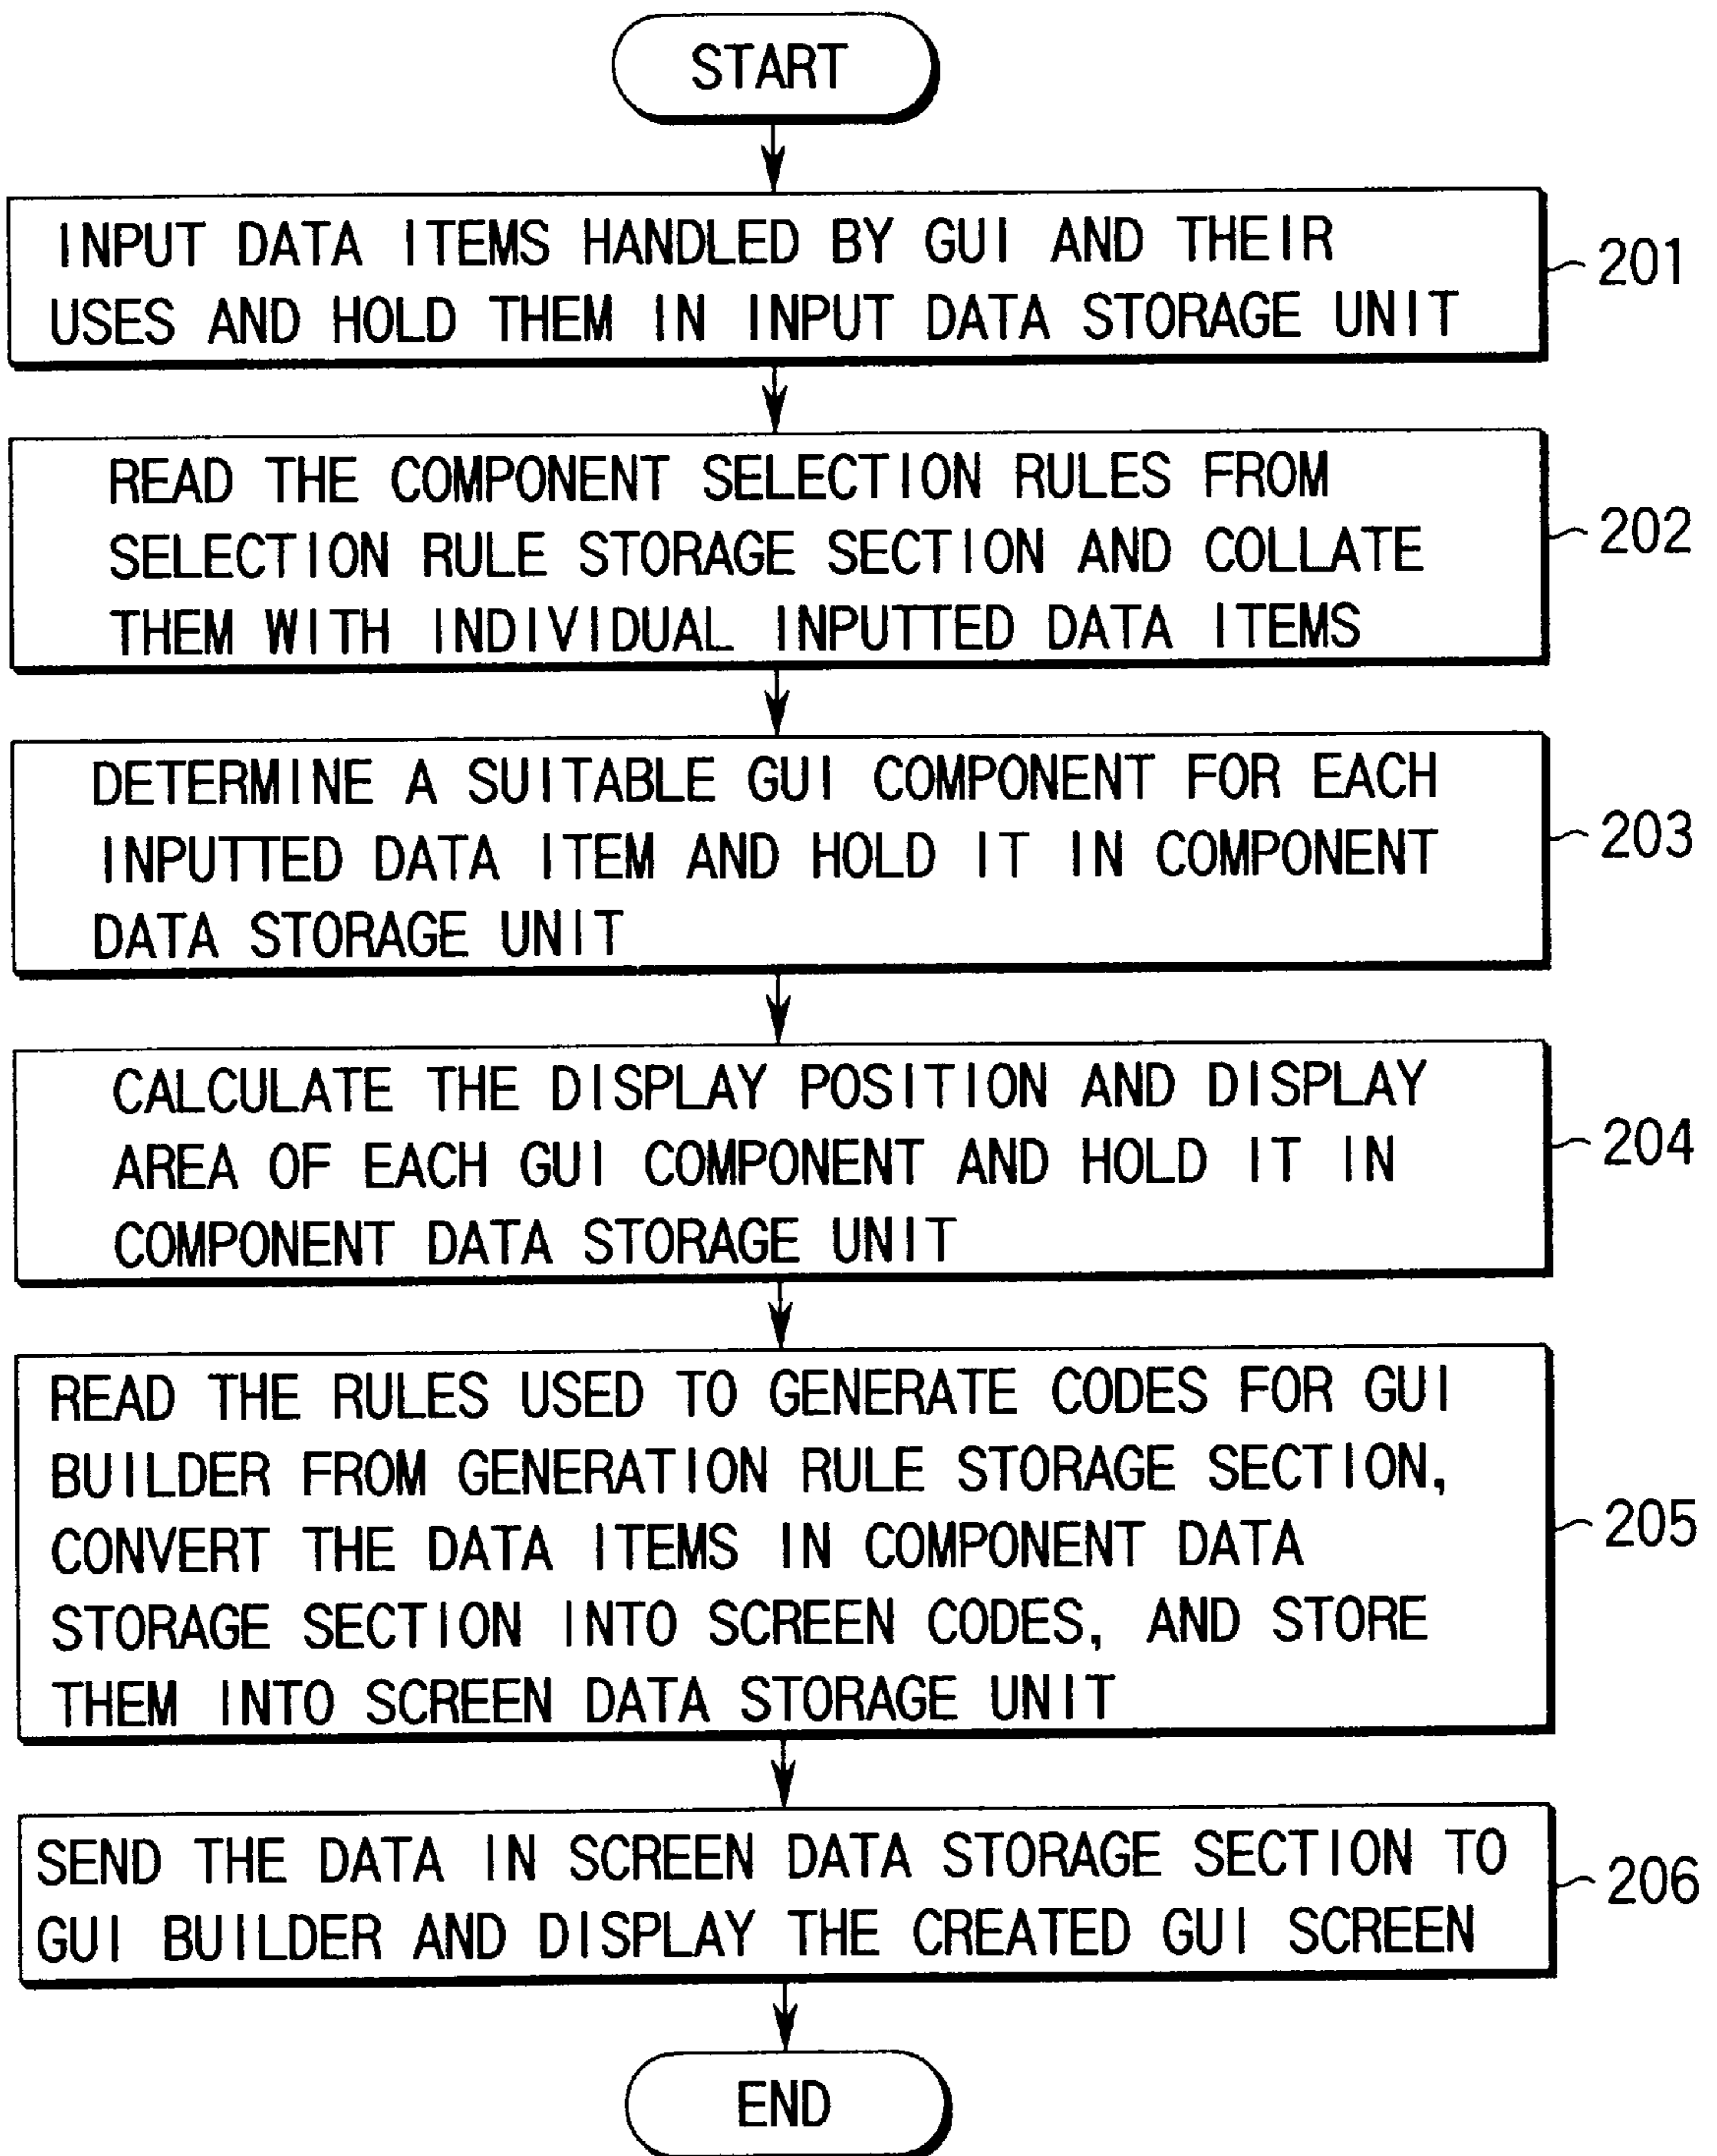 START
INPUT DATA ITEMS HANDLED BY GUI AND THEIR
USES AND HOLD THEM IN INPUT DATA STORAGE UNIT
201
READ THE COMPONENT SELECTION RULES FROM
SELECTION RULE STORAGE SECTION AND COLLATE
THEM WITH INDIVIDUAL INPUTTED DATA ITEMS
202
DETERMINE A SUITABLE GUI COMPONENT FOR EACH
INPUTTED DATA ITEM AND HOLD IT IN COMPONENT
DATA STORAGE UNIT
203
CALCULATE THE DISPLAY POSITION AND DISPLAY
AREA OF EACH GUI COMPONENT AND HOLD IT IN
COMPONENT DATA STORAGE UNIT
204
READ THE RULES USED TO GENERATE CODES FOR GUI
BUILDER FROM GENERATION RULE STORAGE SECTION,
CONVERT THE DATA ITEMS IN COMPONENT DATA
STORAGE SECTION INTO SCREEN CODES, AND STORE
THEM INTO SCREEN DATA STORAGE UNIT
205
SEND THE DATA IN SCREEN DATA STORAGE SECTION TO
GUI BUILDER AND DISPLAY THE CREATED GUI SCREEN
206
END